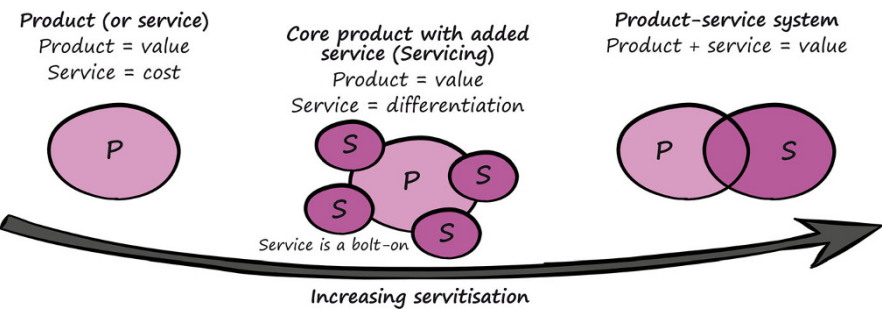 Product (or service)
Product = value
Service = cost
P
Core product with added
service (Servicing)
Product = value
Service = differentiation
S
P
S
S
S
Service is a bolt-on
Product-service system
Product + service = value
P
S
Increasing servitisation